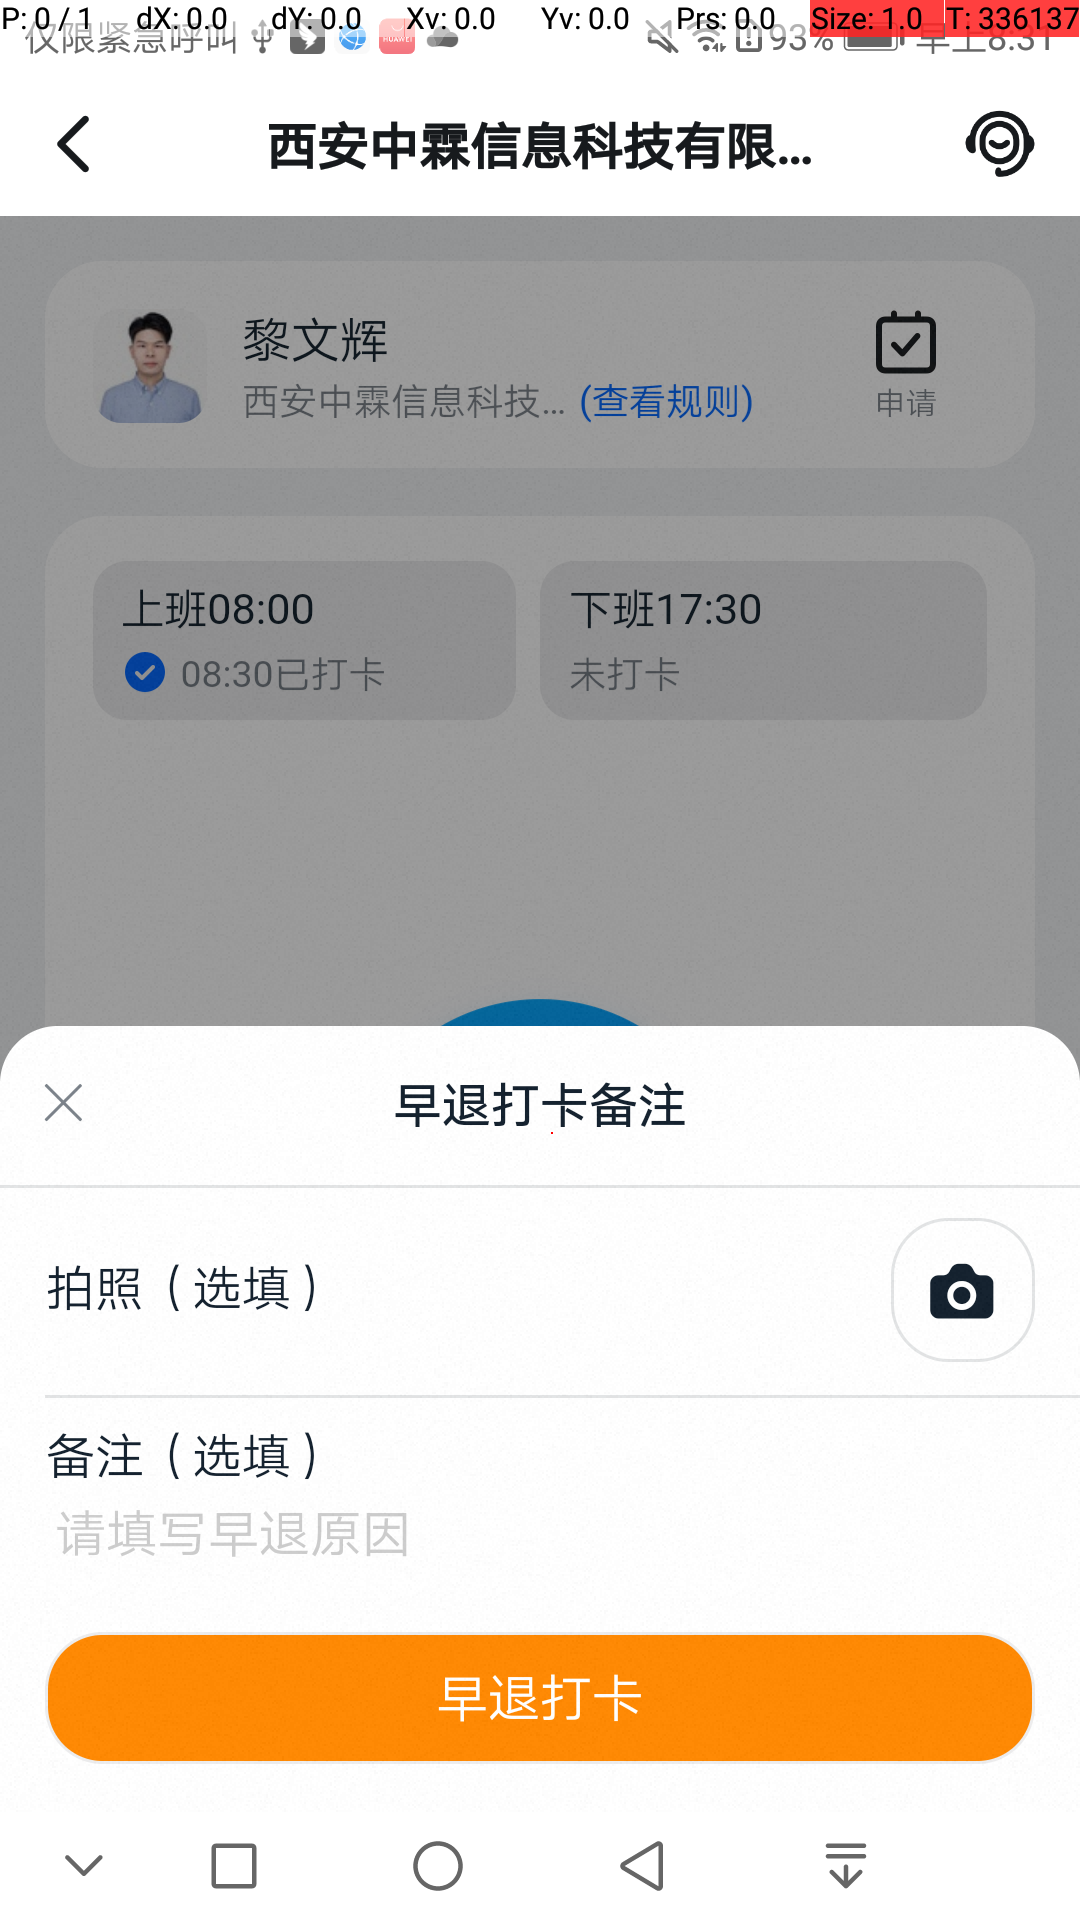 P: 0 / 1 dX: 0.0 dY: 0.0 Xv: 0.0 Yv: 0.0 Prs: 0.0 Size: 1.0 T: 336137
仅限紧急呼叫 HUAWEI 93% 早上8:31
西安中霖信息科技有限...
黎文辉
西安中霖信息科技... (查看规则)
申请
上班08:00
08:30已打卡
下班17:30
未打卡
早退打卡备注
拍照（选填）
备注（选填）
请填写早退原因
早退打卡